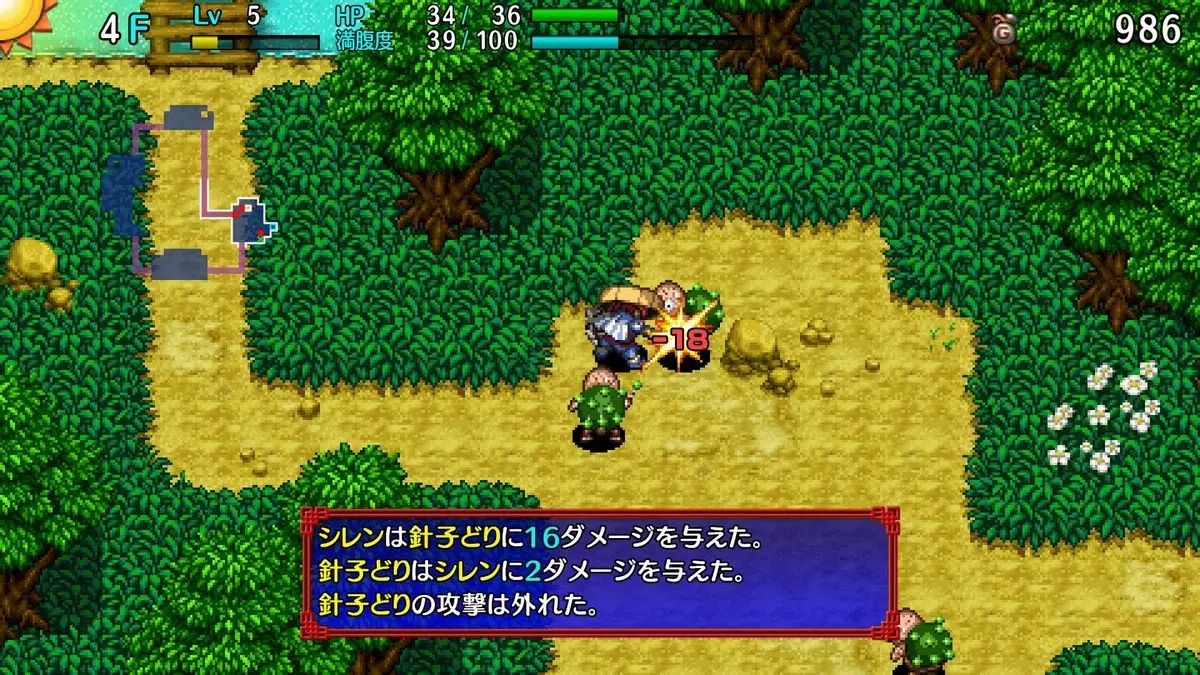 4F Lv 5 HP 34/ 36 G 986
満腹度 39/100
-18
シレンは針子どりに16ダメージを与えた。
針子どりはシレンに2ダメージを与えた。
針子どりの攻撃は外れた。